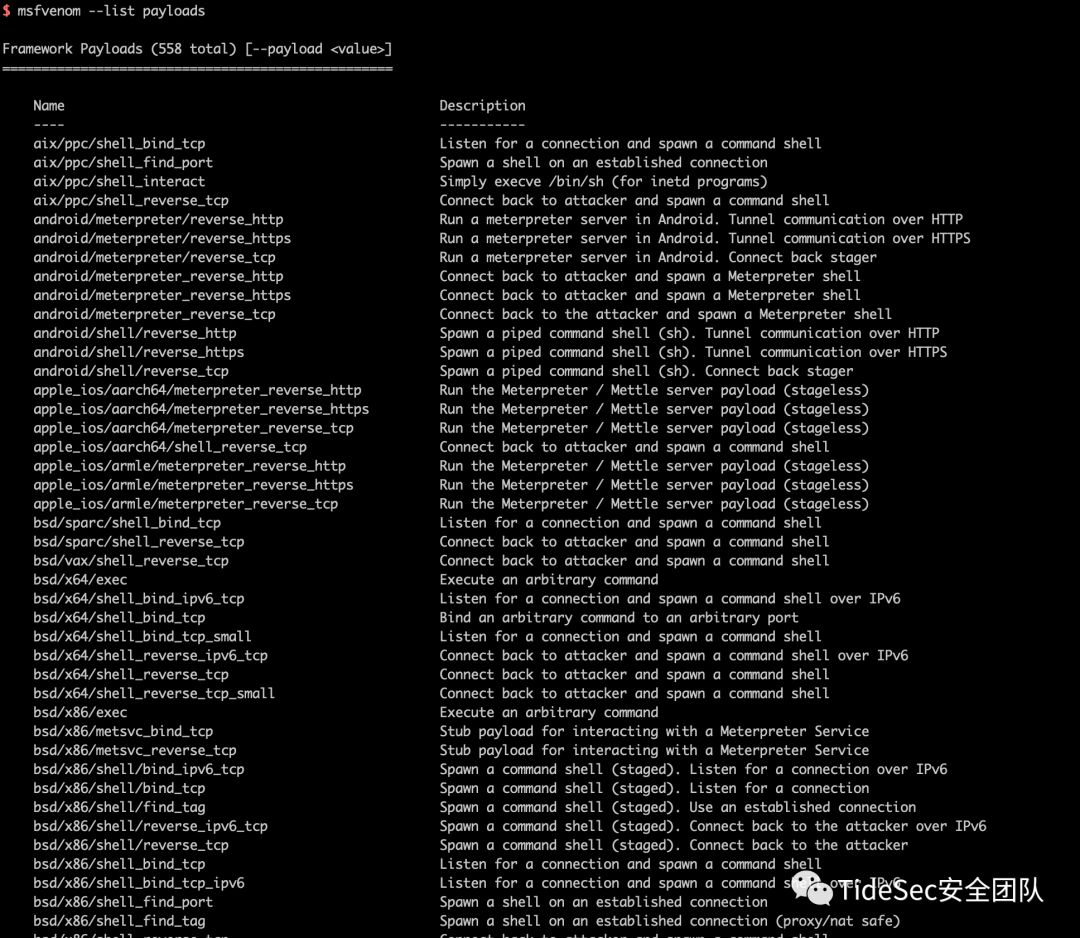 $ msfvenom --list payloads
Framework Payloads (558 total) [--payload <value>]
==================================================
Name Description
---- -----------
aix/ppc/shell_bind_tcp Listen for a connection and spawn a command shell
aix/ppc/shell_find_port Spawn a shell on an established connection
aix/ppc/shell_interact Simply execve /bin/sh (for inetd programs)
aix/ppc/shell_reverse_tcp Connect back to attacker and spawn a command shell
android/meterpreter/reverse_http Run a meterpreter server in Android. Tunnel communication over HTTP
android/meterpreter/reverse_https Run a meterpreter server in Android. Tunnel communication over HTTPS
android/meterpreter/reverse_tcp Run a meterpreter server in Android. Connect back stager
android/meterpreter_reverse_http Connect back to attacker and spawn a Meterpreter shell
android/meterpreter_reverse_https Connect back to attacker and spawn a Meterpreter shell
android/meterpreter_reverse_tcp Connect back to the attacker and spawn a Meterpreter shell
android/shell/reverse_http Spawn a piped command shell (sh). Tunnel communication over HTTP
android/shell/reverse_https Spawn a piped command shell (sh). Tunnel communication over HTTPS
android/shell/reverse_tcp Spawn a piped command shell (sh). Connect back stager
apple_ios/aarch64/meterpreter_reverse_http Run the Meterpreter / Mettle server payload (stageless)
apple_ios/aarch64/meterpreter_reverse_https Run the Meterpreter / Mettle server payload (stageless)
apple_ios/aarch64/meterpreter_reverse_tcp Run the Meterpreter / Mettle server payload (stageless)
apple_ios/aarch64/shell_reverse_tcp Connect back to attacker and spawn a command shell
apple_ios/armle/meterpreter_reverse_http Run the Meterpreter / Mettle server payload (stageless)
apple_ios/armle/meterpreter_reverse_https Run the Meterpreter / Mettle server payload (stageless)
apple_ios/armle/meterpreter_reverse_tcp Run the Meterpreter / Mettle server payload (stageless)
bsd/sparc/shell_bind_tcp Listen for a connection and spawn a command shell
bsd/sparc/shell_reverse_tcp Connect back to attacker and spawn a command shell
bsd/vax/shell_reverse_tcp Connect back to attacker and spawn a command shell
bsd/x64/exec Execute an arbitrary command
bsd/x64/shell_bind_ipv6_tcp Listen for a connection and spawn a command shell over IPv6
bsd/x64/shell_bind_tcp Bind an arbitrary command to an arbitrary port
bsd/x64/shell_bind_tcp_small Listen for a connection and spawn a command shell
bsd/x64/shell_reverse_ipv6_tcp Connect back to attacker and spawn a command shell over IPv6
bsd/x64/shell_reverse_tcp Connect back to attacker and spawn a command shell
bsd/x64/shell_reverse_tcp_small Connect back to attacker and spawn a command shell
bsd/x86/exec Execute an arbitrary command
bsd/x86/metsvc_bind_tcp Stub payload for interacting with a Meterpreter Service
bsd/x86/metsvc_reverse_tcp Stub payload for interacting with a Meterpreter Service
bsd/x86/shell/bind_ipv6_tcp Spawn a command shell (staged). Listen for a connection over IPv6
bsd/x86/shell/bind_tcp Spawn a command shell (staged). Listen for a connection
bsd/x86/shell/find_tag Spawn a command shell (staged). Use an established connection
bsd/x86/shell/reverse_ipv6_tcp Spawn a command shell (staged). Connect back to the attacker over IPv6
bsd/x86/shell/reverse_tcp Spawn a command shell (staged). Connect back to the attacker
bsd/x86/shell_bind_tcp Listen for a connection and spawn a command shell
bsd/x86/shell_bind_tcp_ipv6 Listen for a connection and spawn a command shell over IPv6
bsd/x86/shell_find_port Spawn a shell on an established connection
bsd/x86/shell_find_tag Spawn a shell on an established connection (proxy/nat safe)
TideSec安全团队